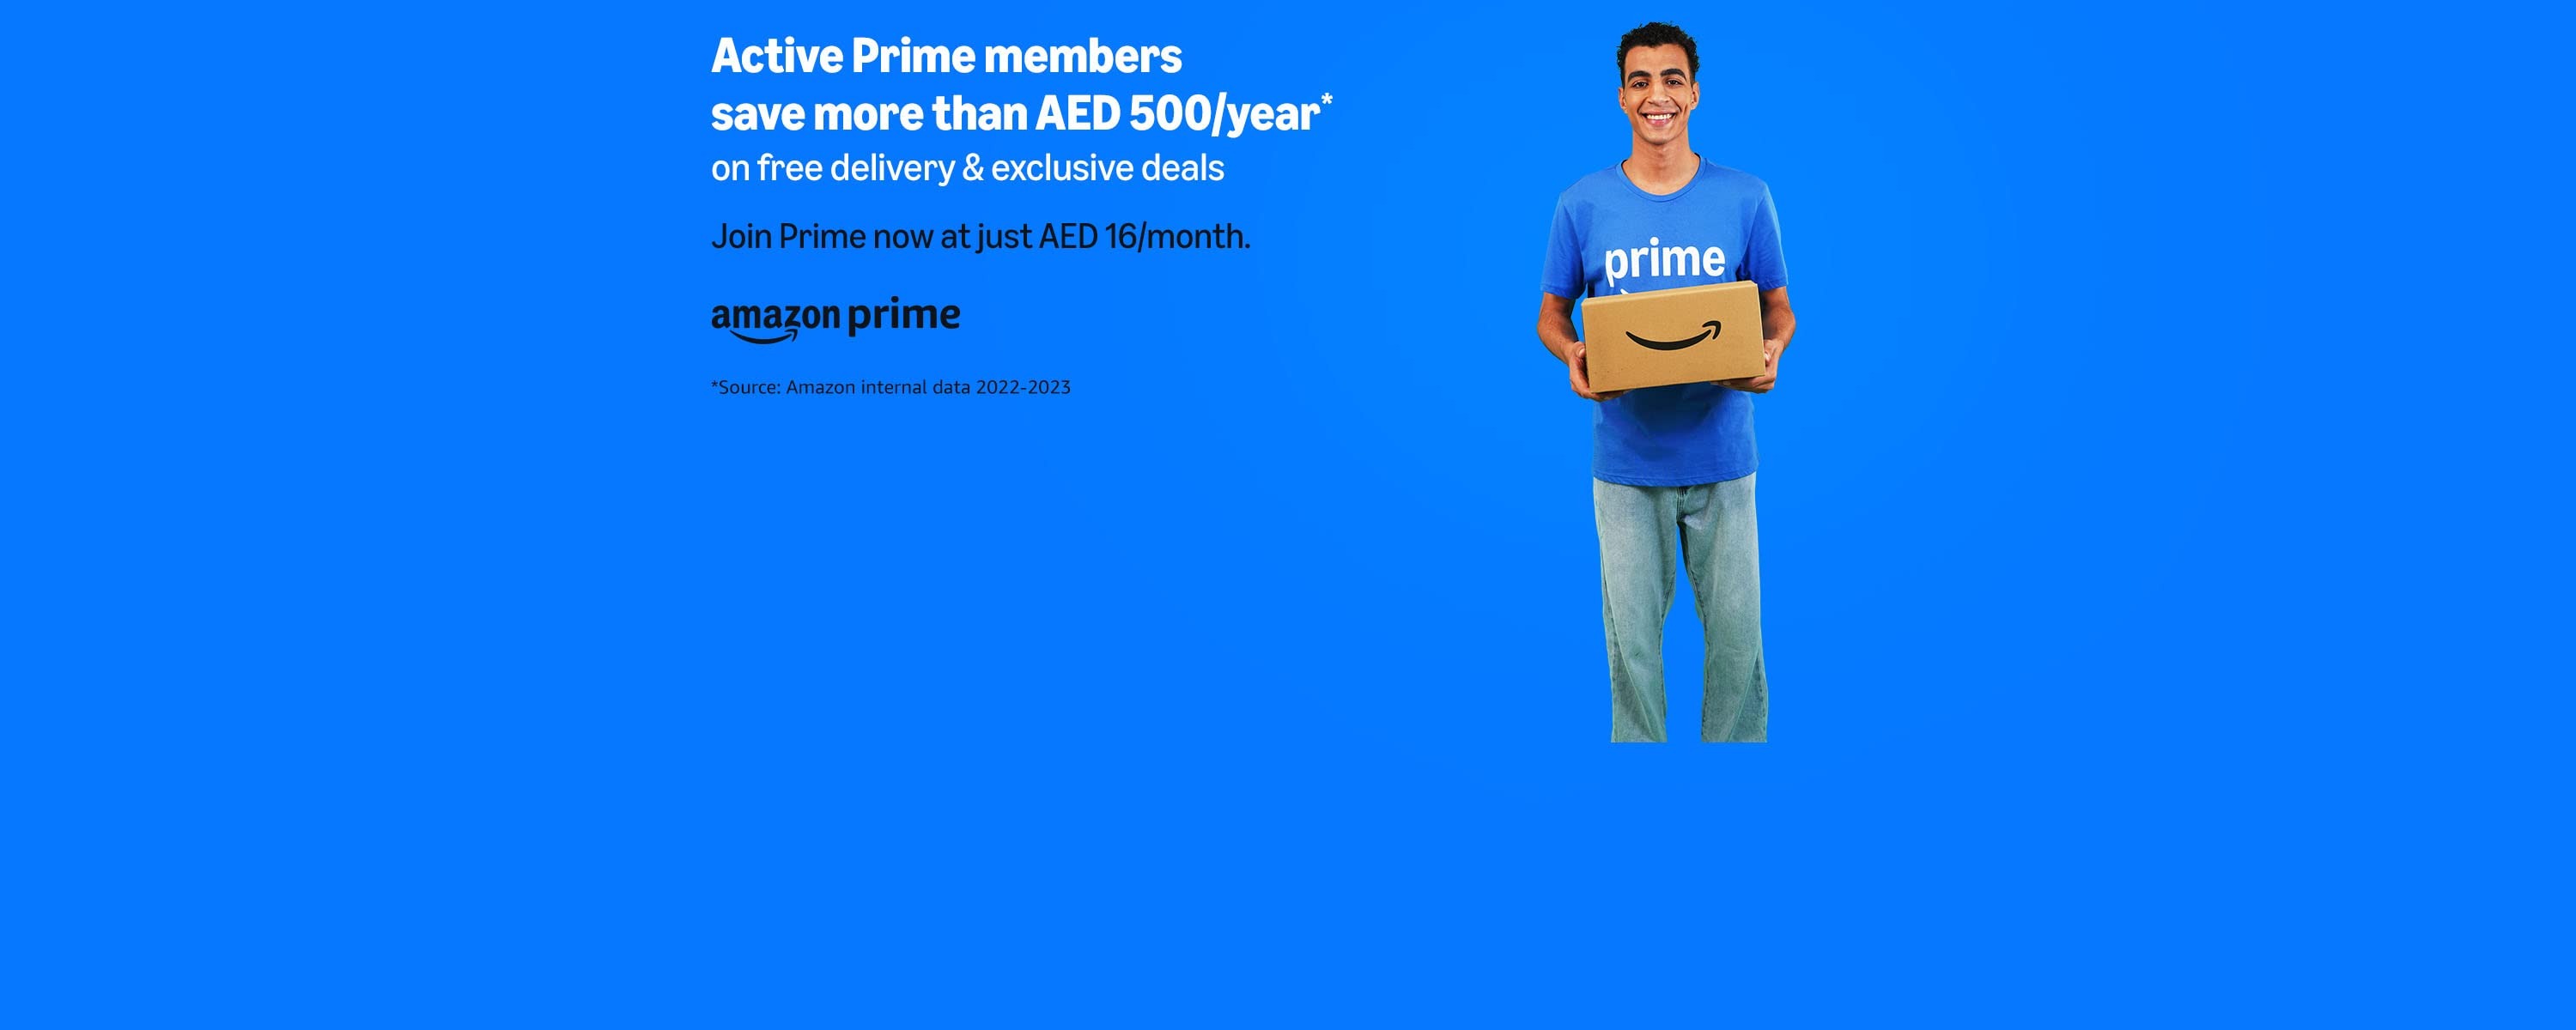 Active Prime members
save more than AED 500/year*
on free delivery & exclusive deals
Join Prime now at just AED 16/month.
amazon prime
*Source: Amazon internal data 2022-2023
prime